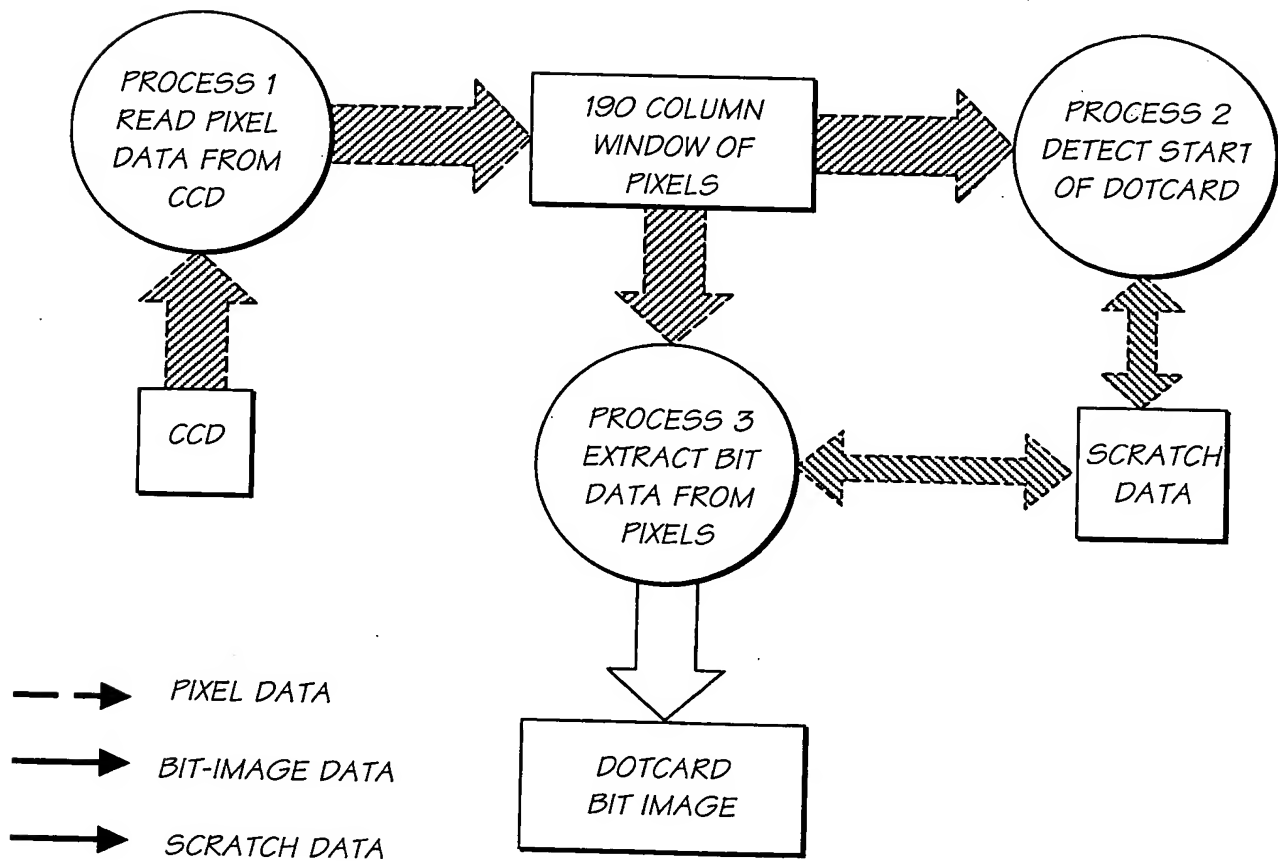 PROCESS 1
READ PIXEL
DATA FROM
CCD
190 COLUMN
WINDOW OF
PIXELS
PROCESS 2
DETECT START
OF DOTCARD
CCD
PROCESS 3
EXTRACT BIT
DATA FROM
PIXELS
SCRATCH
DATA
PIXEL DATA
BIT-IMAGE DATA
SCRATCH DATA
DOTCARD
BIT IMAGE